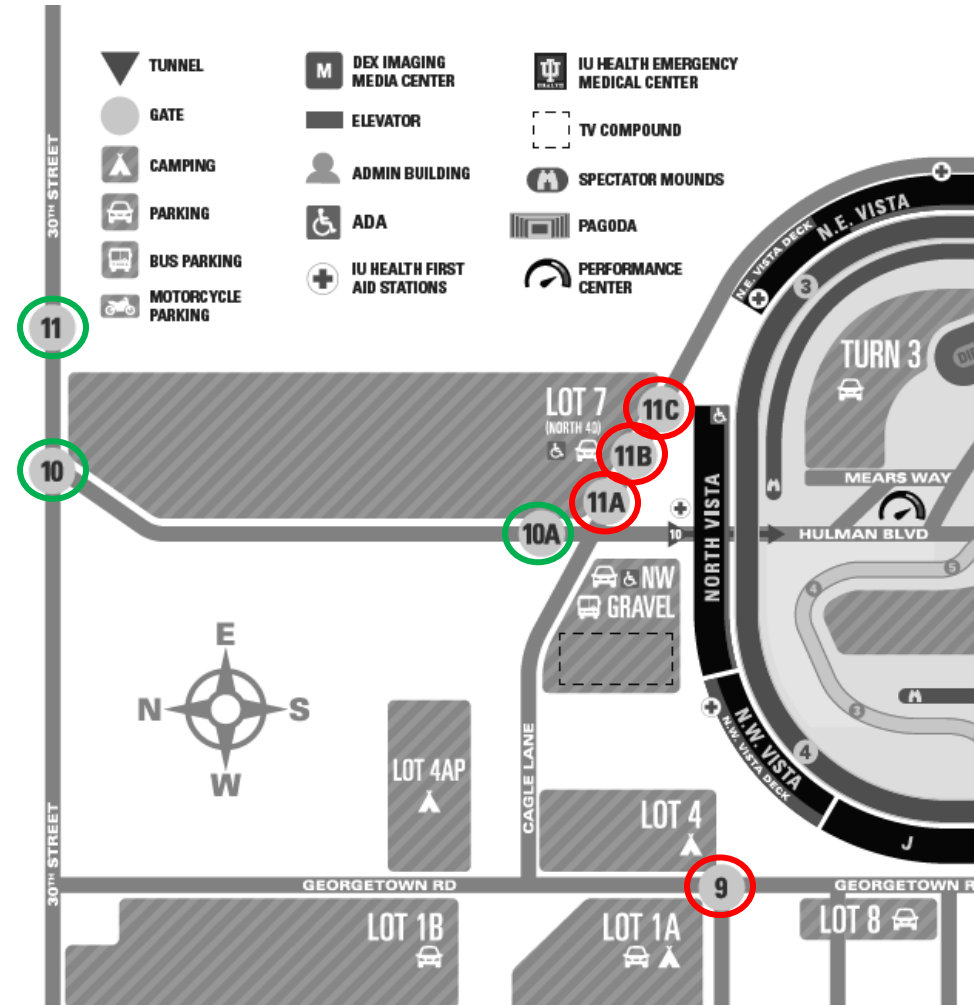 TUNNEL
GATE
CAMPING
PARKING
BUS PARKING
MOTORCYCLE
PARKING
M
DEX IMAGING
MEDIA CENTER
ELEVATOR
ADMIN BUILDING
ADA
IU HEALTH FIRST
AID STATIONS
IU HEALTH EMERGENCY
MEDICAL CENTER
TV COMPOUND
SPECTATOR MOUNDS
PAGODA
PERFORMANCE
CENTER
30TH STREET
11
10
LOT 7
(NORTH 40)
11C
11B
11A
10A
10
N.E. VISTA
N.E. VISTA DECK
3
TURN 3
MEARS WAY
HULMAN BLVD
NORTH VISTA
5
4
3
4
NW
GRAVEL
E
N
S
W
N.W. VISTA
N.W. VISTA DECK
J
LOT 4AP
CAGLE LANE
LOT 4
30TH STREET
GEORGETOWN RD
9
GEORGETOWN R
LOT 1B
LOT 1A
LOT 8